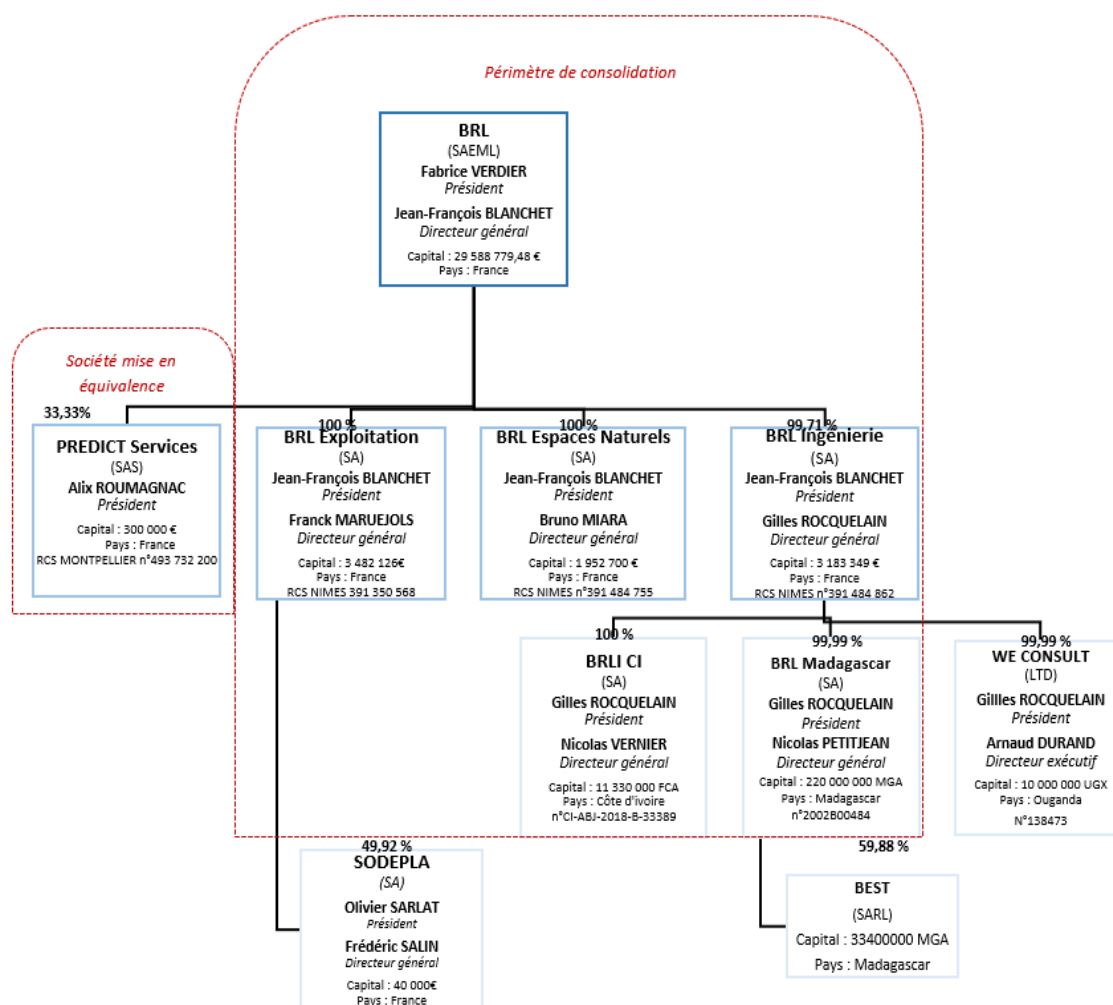 Périmètre de consolidation
BRL
(SAEML)
Fabrice VERDIER
Président
Jean-François BLANCHET
Directeur général
Capital : 29 588 779,48 €
Pays : France
Société mise en
équivalence
33,33%
PREDICT Services
(SAS)
Alix ROUMAGNAC
Président
Capital : 300 000 €
Pays : France
RCS MONTPELLIER n°493 732 200
100 %
BRL Exploitation
(SA)
Jean-François BLANCHET
Président
Franck MARUEJOLS
Directeur général
Capital : 3 482 126€
Pays : France
RCS NIMES 391 350 568
100 %
BRL Espaces Naturels
(SA)
Jean-François BLANCHET
Président
Bruno MIARA
Directeur général
Capital : 1 952 700 €
Pays : France
RCS NIMES n°391 484 755
99,71 %
BRL Ingénierie
(SA)
Jean-François BLANCHET
Président
Gilles ROCQUELAIN
Directeur général
Capital : 3 183 349 €
Pays : France
RCS NIMES n°391 484 862
100 %
BRLI CI
(SA)
Gilles ROCQUELAIN
Président
Nicolas VERNIER
Directeur général
Capital : 11 330 000 FCA
Pays : Côte d'ivoire
n°CI-ABJ-2018-B-33389
99,99 %
BRL Madagascar
(SA)
Gilles ROCQUELAIN
Président
Nicolas PETITJEAN
Directeur général
Capital : 220 000 000 MGA
Pays : Madagascar
n°2002B00484
99,99 %
WE CONSULT
(LTD)
Gillles ROCQUELAIN
Président
Arnaud DURAND
Directeur exécutif
Capital : 10 000 000 UGX
Pays : Ouganda
N°138473
49,92 %
SODEPLA
(SA)
Olivier SARLAT
Président
Frédéric SALIN
Directeur général
Capital : 40 000€
Pays : France
59,88 %
BEST
(SARL)
Capital : 33400000 MGA
Pays : Madagascar